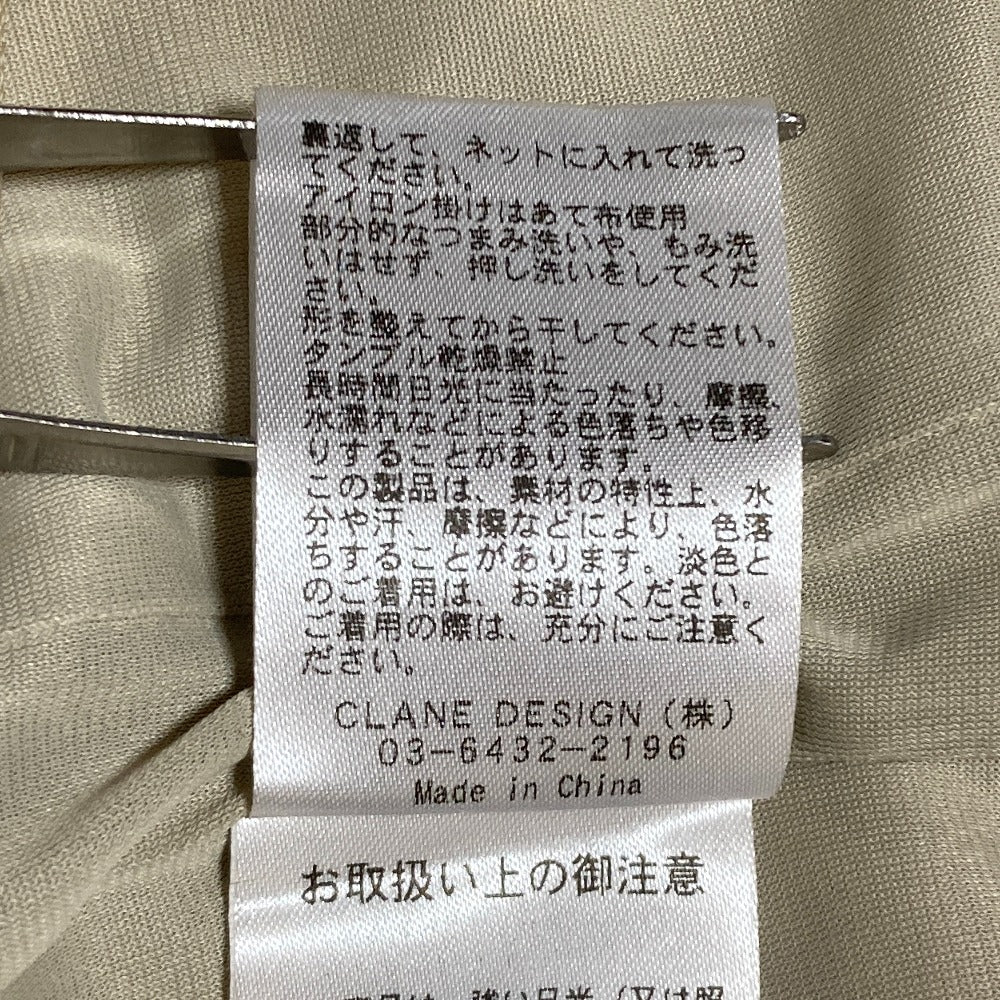 裏返して、ネットに入れて洗っ
てください。
アイロン掛けはあて布使用
部分的なつまみ洗いや、もみ洗
いはせず、押し洗いをしてくだ
さい。
形を整えてから干してください。
タンブル乾燥禁止
長時間日光に当たったり、摩擦、
水濡れなどによる色落ちや色移
りすることがあります。
この製品は、素材の特性上、水
分や汗、摩擦などにより、色落
ちやすることがあります。淡色と
のご着用は、お避けください。
ご着用の際は、充分にご注意く
ださい。
CLANE DESIGN (株)
03-6432-2196
Made in China
お取扱い上の御注意
強い日光(又は照